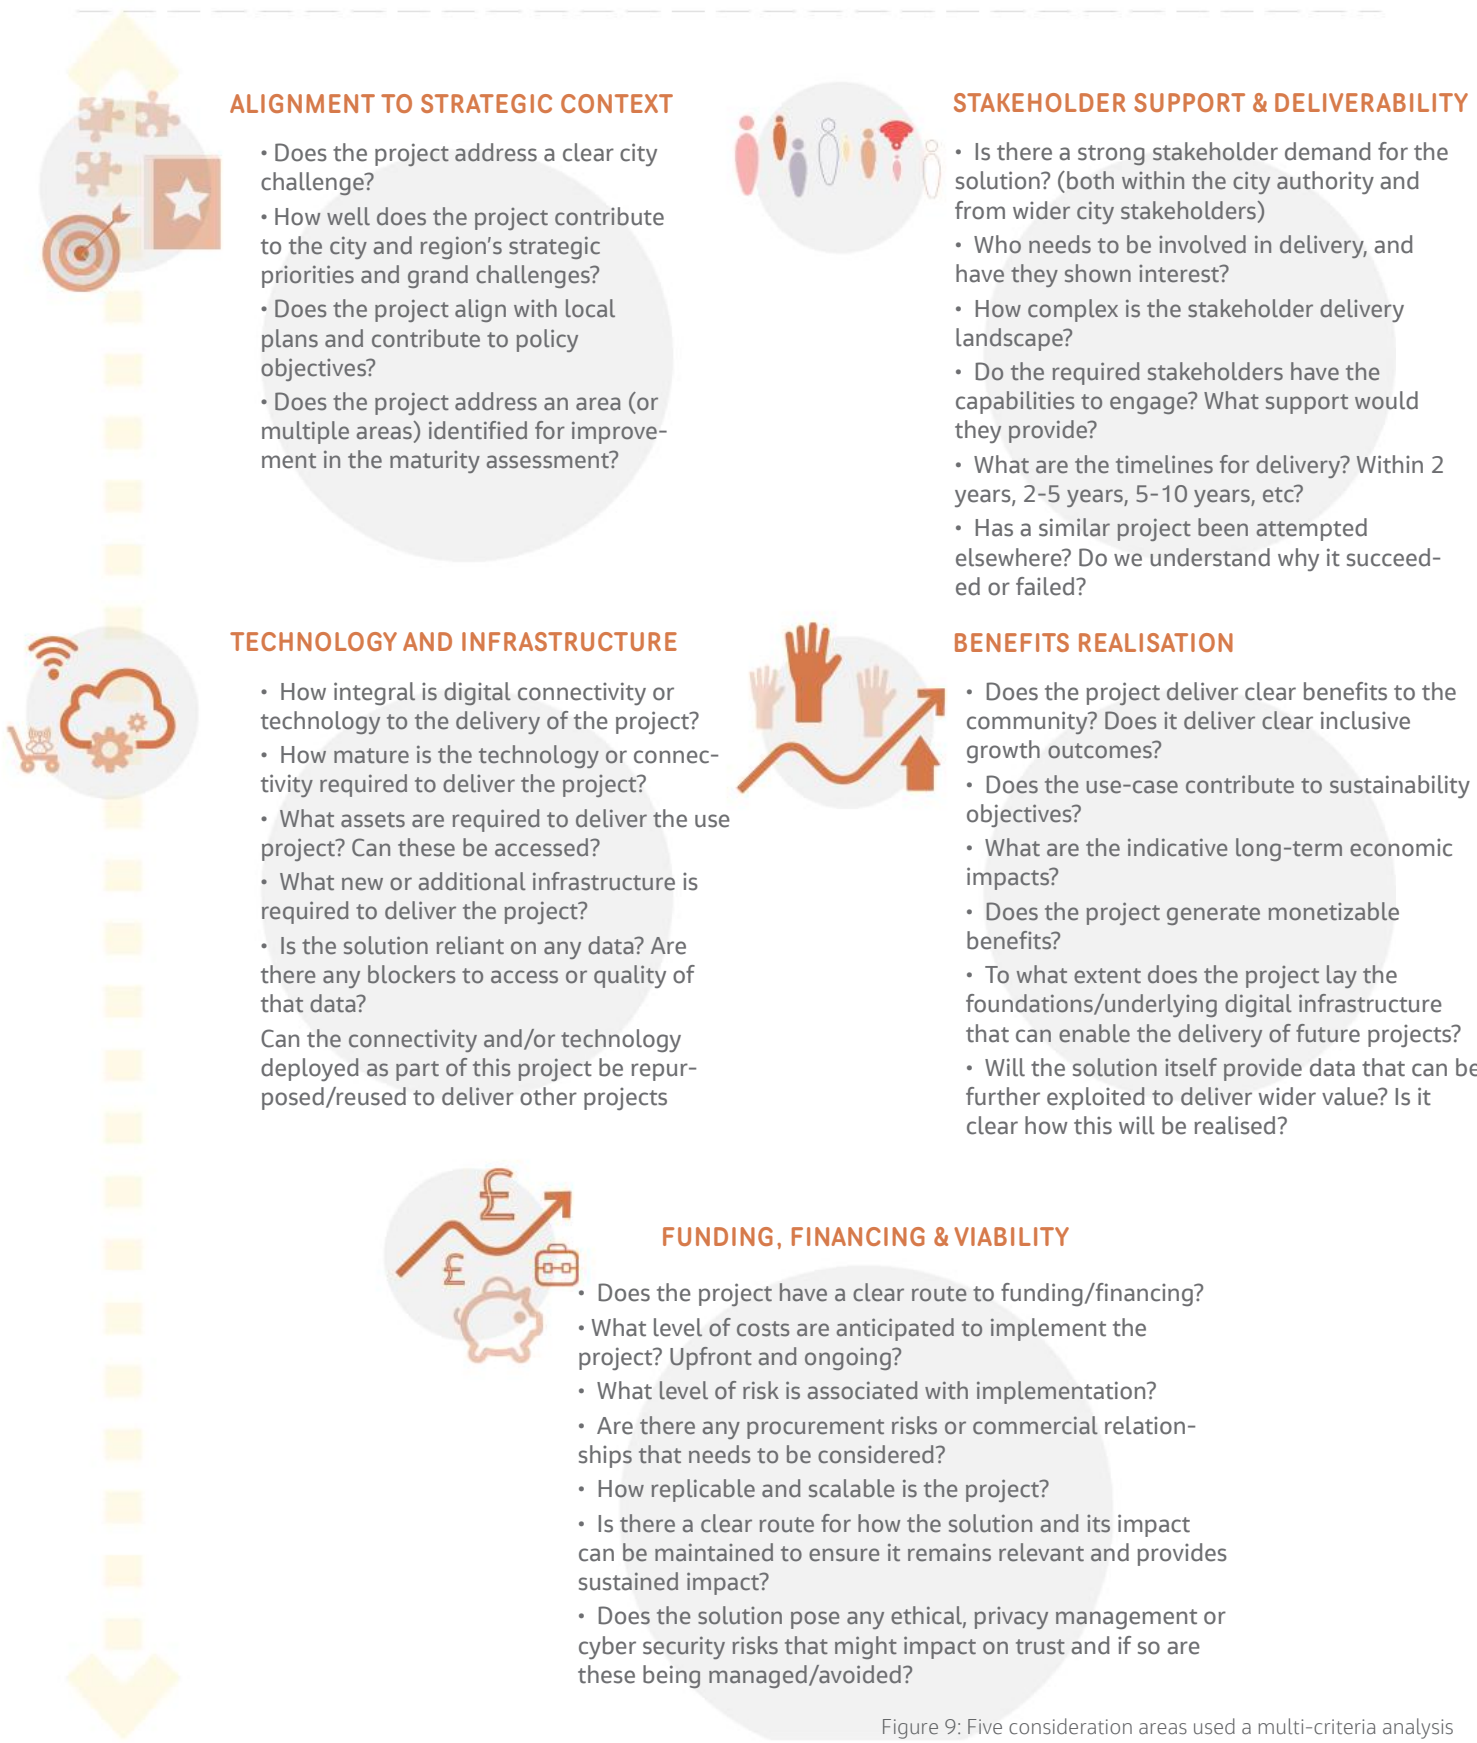 ALIGNMENT TO STRATEGIC CONTEXT
• Does the project address a clear city
challenge?
• How well does the project contribute
to the city and region's strategic
priorities and grand challenges?
• Does the project align with local
plans and contribute to policy
objectives?
• Does the project address an area (or
multiple areas) identified for improve-
ment in the maturity assessment?
STAKEHOLDER SUPPORT & DELIVERABILITY
• Is there a strong stakeholder demand for the
solution? (both within the city authority and
from wider city stakeholders)
• Who needs to be involved in delivery, and
have they shown interest?
• How complex is the stakeholder delivery
landscape?
• Do the required stakeholders have the
capabilities to engage? What support would
they provide?
• What are the timelines for delivery? Within 2
years, 2-5 years, 5-10 years, etc?
• Has a similar project been attempted
elsewhere? Do we understand why it succeed-
ed or failed?
TECHNOLOGY AND INFRASTRUCTURE
• How integral is digital connectivity or
technology to the delivery of the project?
• How mature is the technology or connec-
tivity required to deliver the project?
• What assets are required to deliver the use
project? Can these be accessed?
• What new or additional infrastructure is
required to deliver the project?
• Is the solution reliant on any data? Are
there any blockers to access or quality of
that data?
Can the connectivity and/or technology
deployed as part of this project be repur-
posed/reused to deliver other projects
BENEFITS REALISATION
• Does the project deliver clear benefits to the
community? Does it deliver clear inclusive
growth outcomes?
• Does the use-case contribute to sustainability
objectives?
• What are the indicative long-term economic
impacts?
• Does the project generate monetizable
benefits?
• To what extent does the project lay the
foundations/underlying digital infrastructure
that can enable the delivery of future projects?
• Will the solution itself provide data that can be
further exploited to deliver wider value? Is it
clear how this will be realised?
£
£
FUNDING, FINANCING & VIABILITY
• Does the project have a clear route to funding/financing?
• What level of costs are anticipated to implement the
project? Upfront and ongoing?
• What level of risk is associated with implementation?
• Are there any procurement risks or commercial relation-
ships that needs to be considered?
• How replicable and scalable is the project?
• Is there a clear route for how the solution and its impact
can be maintained to ensure it remains relevant and provides
sustained impact?
• Does the solution pose any ethical, privacy management or
cyber security risks that might impact on trust and if so are
these being managed/avoided?
Figure 9: Five consideration areas used a multi-criteria analysis